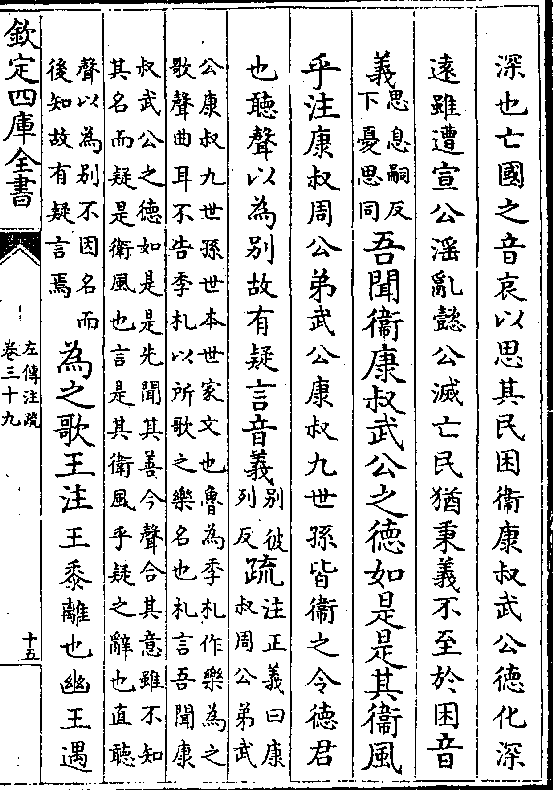 深也亡國之音哀以思其民困衞康叔武公德化深
遠雖遭宣公淫亂懿公滅亡民猶秉義不至於困音
義思息嗣反
下憂思同吾聞衞康叔武公之德如是是其衞風
乎注康叔周公弟武公康叔九世孫皆衞之令德君
也聽聲以為别故有疑言音義别彼
列反疏注正義曰康
叔周公弟武
公康叔九世孫世本世家文也魯為季札作樂為之
歌聲曲耳不告季札以所歌之樂名也札言吾聞康
叔武公之德如是是先聞其善今聲合其意雖不知
其名而疑是衞風也言是其衞風乎疑之辭也直聽
聲以為别不因名而
後知故有疑言焉為之歌王注王黍離也幽王遇
欽定四庫全書
左傳注疏
卷三十九
十五